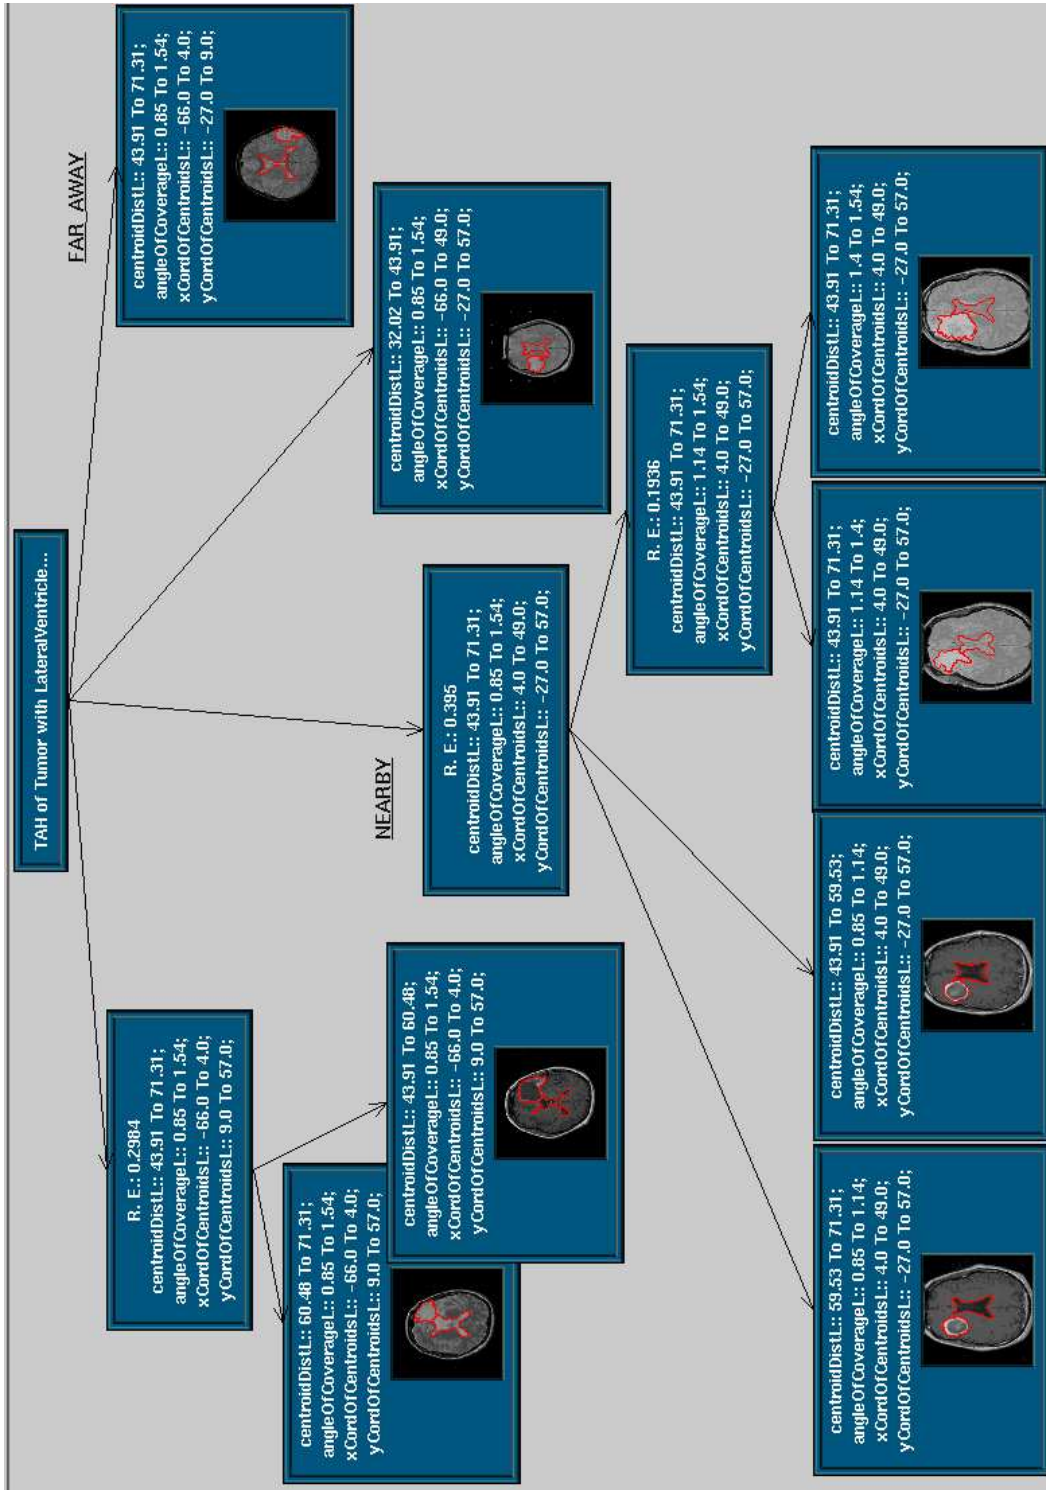 TAH of Tumor with LateralVentricle...
FAR AWAY
NEARBY
R. E.: 0.2984
centroidDistL:: 43.91 To 71.31;
angleOfCoverageL:: 0.85 To 1.54;
xCordOfCentroidsL:: -66.0 To 4.0;
yCordOfCentroidsL:: 9.0 To 57.0;
R. E.: 0.395
centroidDistL:: 43.91 To 71.31;
angleOfCoverageL:: 0.85 To 1.54;
xCordOfCentroidsL:: 4.0 To 49.0;
yCordOfCentroidsL:: -27.0 To 57.0;
centroidDistL:: 32.02 To 43.91;
angleOfCoverageL:: 0.85 To 1.54;
xCordOfCentroidsL:: -66.0 To 49.0;
yCordOfCentroidsL:: -27.0 To 57.0;
centroidDistL:: 43.91 To 71.31;
angleOfCoverageL:: 0.85 To 1.54;
xCordOfCentroidsL:: -66.0 To 4.0;
yCordOfCentroidsL:: -27.0 To 9.0;
centroidDistL:: 60.48 To 71.31;
angleOfCoverageL:: 0.85 To 1.54;
xCordOfCentroidsL:: -66.0 To 4.0;
yCordOfCentroidsL:: 9.0 To 57.0;
centroidDistL:: 43.91 To 60.48;
angleOfCoverageL:: 0.85 To 1.54;
xCordOfCentroidsL:: -66.0 To 4.0;
yCordOfCentroidsL:: 9.0 To 57.0;
R. E.: 0.1936
centroidDistL:: 43.91 To 71.31;
angleOfCoverageL:: 1.14 To 1.54;
xCordOfCentroidsL:: 4.0 To 49.0;
yCordOfCentroidsL:: -27.0 To 57.0;
centroidDistL:: 59.53 To 71.31;
angleOfCoverageL:: 0.85 To 1.14;
xCordOfCentroidsL:: 4.0 To 49.0;
yCordOfCentroidsL:: -27.0 To 57.0;
centroidDistL:: 43.91 To 59.53;
angleOfCoverageL:: 0.85 To 1.14;
xCordOfCentroidsL:: 4.0 To 49.0;
yCordOfCentroidsL:: -27.0 To 57.0;
centroidDistL:: 43.91 To 71.31;
angleOfCoverageL:: 1.14 To 1.4;
xCordOfCentroidsL:: 4.0 To 49.0;
yCordOfCentroidsL:: -27.0 To 57.0;
centroidDistL:: 43.91 To 71.31;
angleOfCoverageL:: 1.4 To 1.54;
xCordOfCentroidsL:: 4.0 To 49.0;
yCordOfCentroidsL:: -27.0 To 57.0;